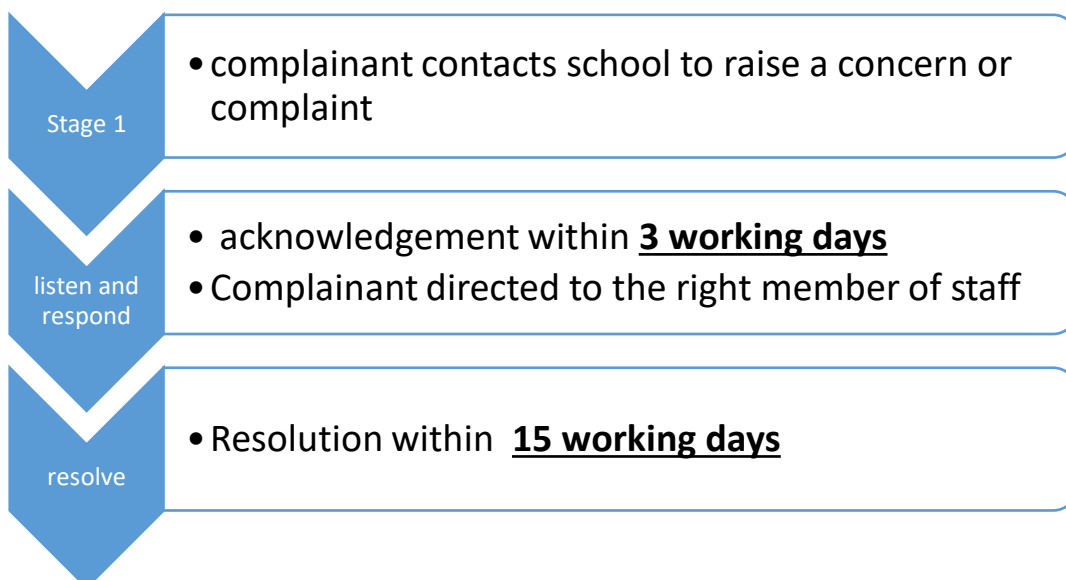 Stage 1
• complainant contacts school to raise a concern or
complaint
listen and
respond
• acknowledgement within 3 working days
• Complainant directed to the right member of staff
resolve
• Resolution within 15 working days